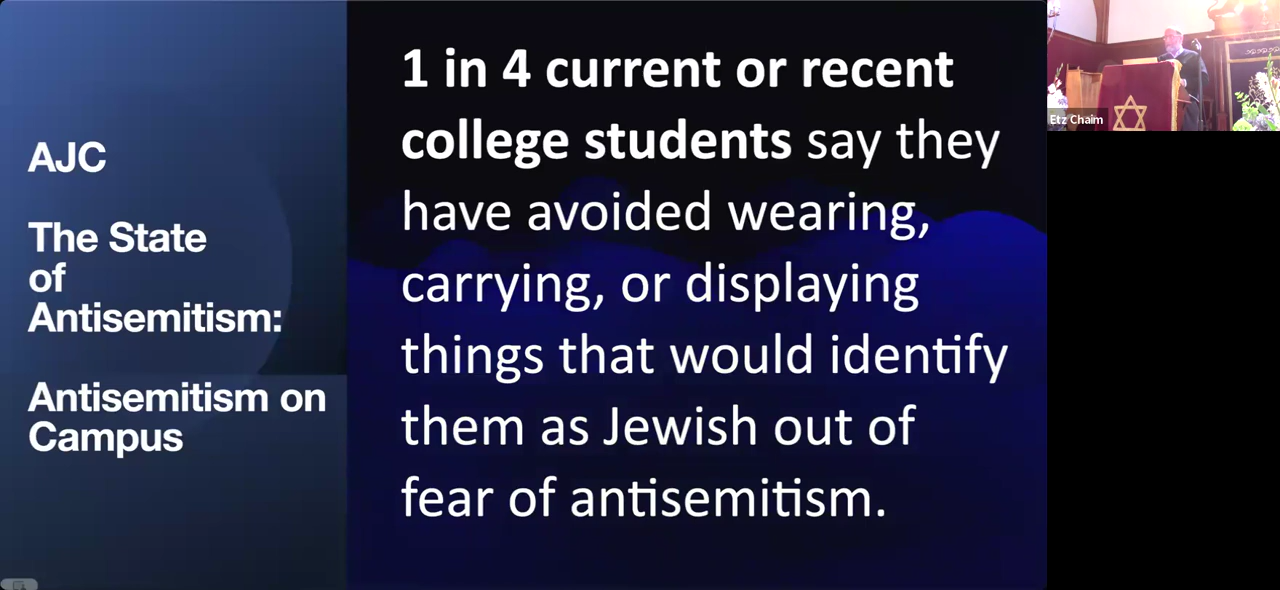 AJC
The State
of
Antisemitism:
Antisemitism on
Campus
1 in 4 current or recent
college students say they
have avoided wearing,
carrying, or displaying
things that would identify
them as Jewish out of
fear of antisemitism.
Etz Chaim